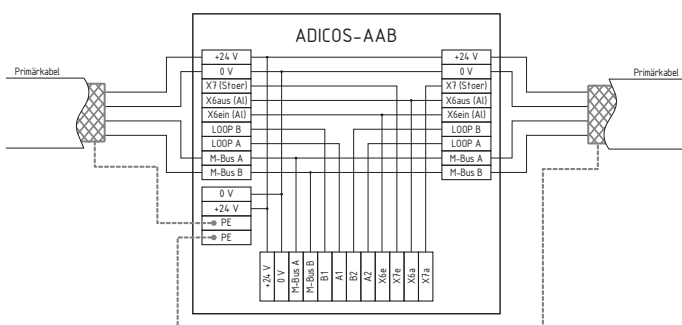 ADICOS-AAB
Primärkabel
Primärkabel
+24 V
0 V
X7 (Stoer)
X6aus (Al)
X6ein (Al)
LOOP B
LOOP A
M-Bus A
M-Bus B
+24 V
0 V
X7 (Stoer)
X6aus (Al)
X6ein (Al)
LOOP B
LOOP A
M-Bus A
M-Bus B
0 V
+24 V
PE
PE
+24 V
0 V
M-Bus A
M-Bus B
B1
A1
B2
A2
X6e
X7e
X6a
X7a